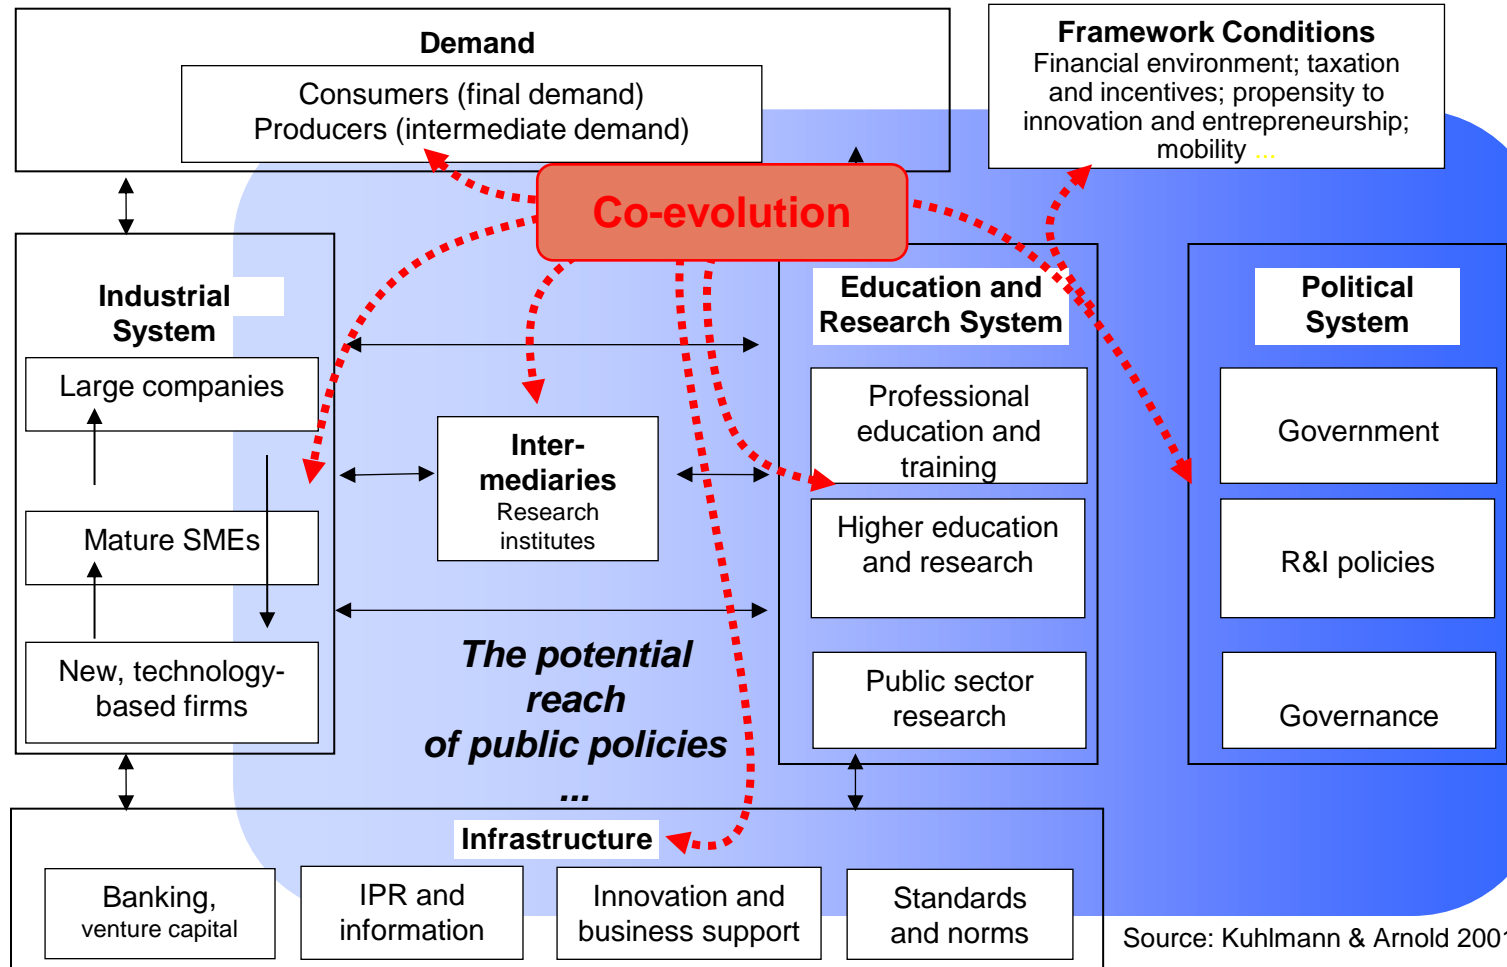 Demand
Consumers (final demand)
Producers (intermediate demand)
Framework Conditions
Financial environment; taxation
and incentives; propensity to
innovation and entrepreneurship;
mobility ...
Co-evolution
Industrial
System
Large companies
Mature SMEs
New, technology-
based firms
Inter-
mediaries
Research
institutes
The potential
reach
of public policies
...
Education and
Research System
Professional
education and
training
Higher education
and research
Public sector
research
Political
System
Government
R&I policies
Governance
Infrastructure
Banking,
venture capital
IPR and
information
Innovation and
business support
Standards
and norms
Source: Kuhlmann & Arnold 2001